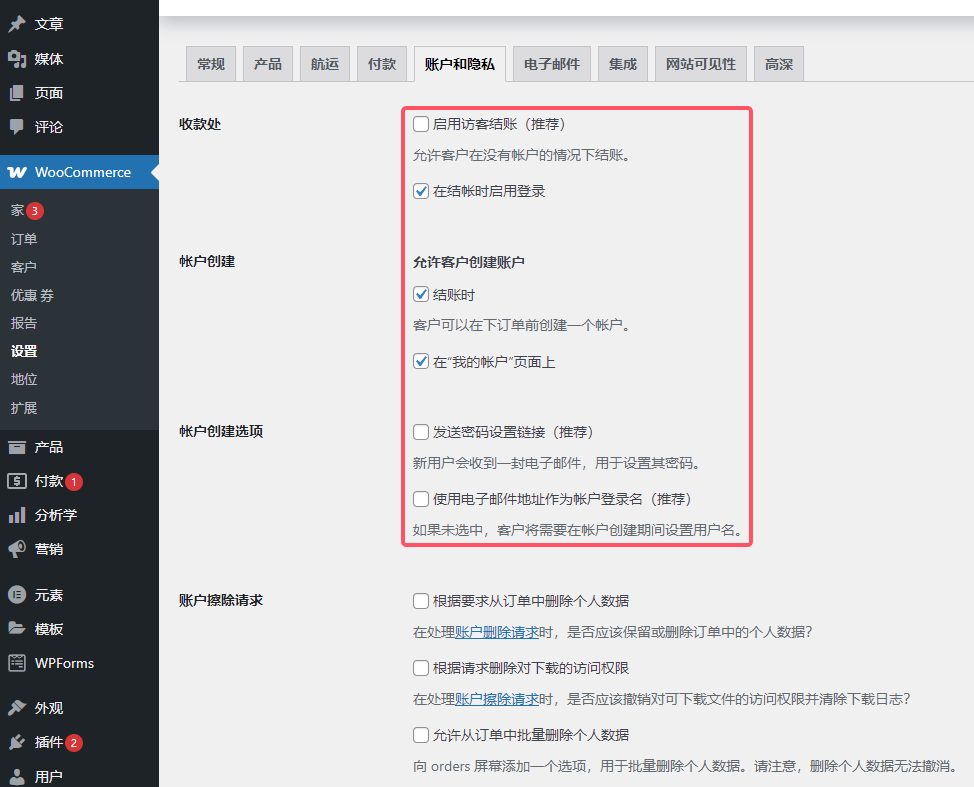 文章
媒体
页面
评论
WooCommerce
家 3
订单
客户
优惠 券
报告
设置
地位
扩展
产品
付款 1
分析学
营销
元素
模板
WPForms
外观
插件 2
用户
常规 产品 航运 付款 账户和隐私 电子邮件 集成 网站可见性 高深
收款处
启用访客结账（推荐）
允许客户在没有帐户的情况下结账。
在结帐时启用登录
帐户创建
允许客户创建账户
结账时
客户可以在下订单前创建一个帐户。
在“我的帐户”页面上
帐户创建选项
发送密码设置链接（推荐）
新用户会收到一封电子邮件，用于设置其密码。
使用电子邮件地址作为帐户登录名（推荐）
如果未选中，客户将需要在帐户创建期间设置用户名。
账户擦除请求
根据要求从订单中删除个人数据
在处理账户删除请求时，是否应该保留或删除订单中的个人数据？
根据请求删除对下载的访问权限
在处理账户擦除请求时，是否应该撤销对可下载文件的访问权限并清除下载日志？
允许从订单中批量删除个人数据
向 orders 屏幕添加一个选项，用于批量删除个人数据。请注意，删除个人数据无法撤消。